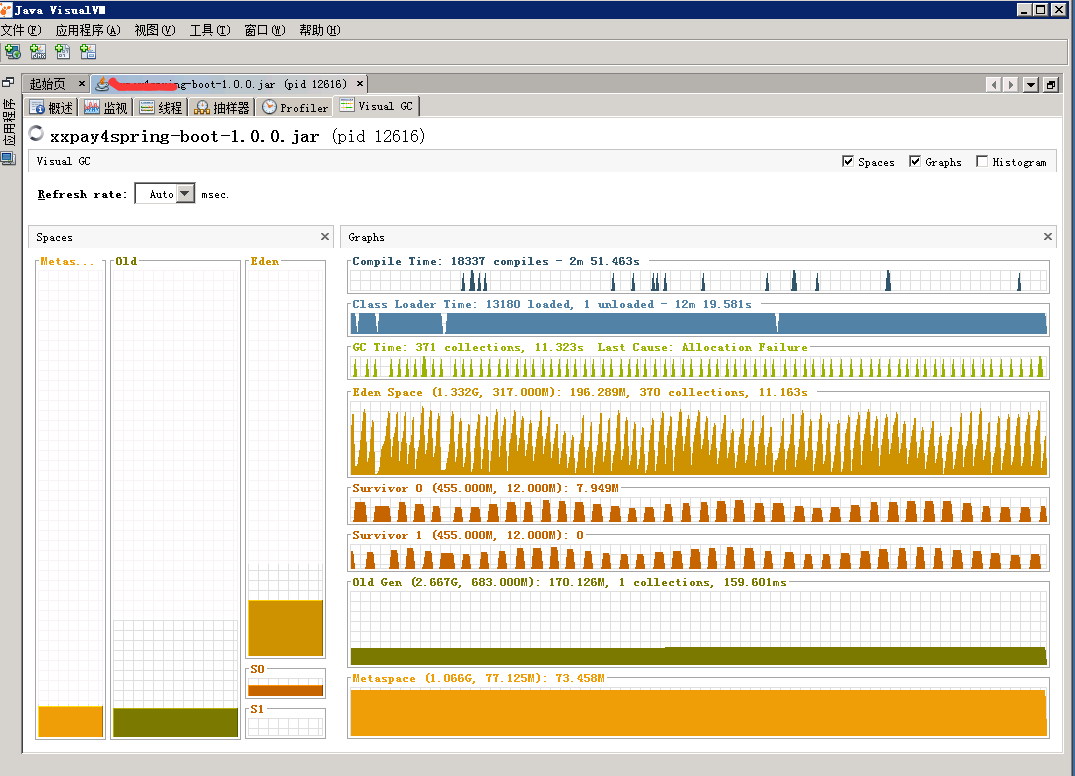 Java VisualVM
文件(F) 应用程序(A) 视图(V) 工具(T) 窗口(W) 帮助(H)
应用程序
起始页 × ng-boot-1.0.0.jar (pid 12616) ×
概述 监视 线程 抽样器 Profiler Visual GC
xxpay4spring-boot-1.0.0.jar (pid 12616)
Visual GC Spaces Graphs Histogram
Refresh rate: Auto msec.
Spaces ×
Metas... Old Eden
S0
S1
Graphs ×
Compile Time: 18337 compiles - 2m 51.463s
Class Loader Time: 13180 loaded, 1 unloaded - 12m 19.581s
GC Time: 371 collections, 11.323s Last Cause: Allocation Failure
Eden Space (1.332G, 317.000M): 196.289M, 370 collections, 11.163s
Survivor 0 (455.000M, 12.000M): 7.949M
Survivor 1 (455.000M, 12.000M): 0
Old Gen (2.667G, 683.000M): 170.126M, 1 collections, 159.601ms
Metaspace (1.066G, 77.125M): 73.458M